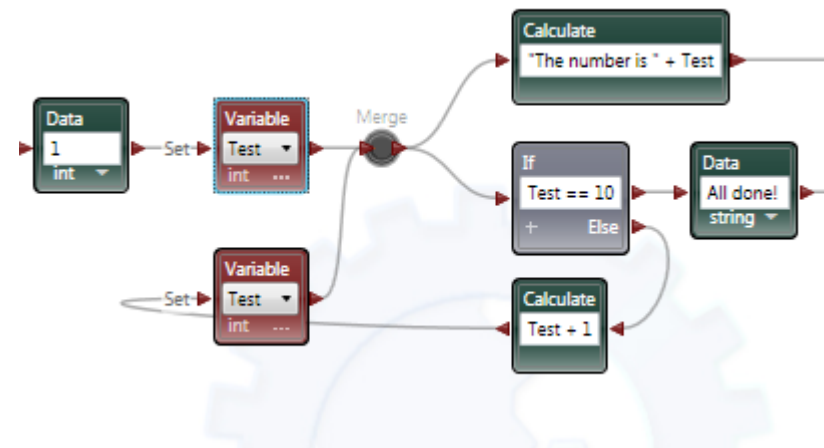 Calculate
"The number is " + Test
Data
1
int
Set
Variable
Test
int ...
Merge
If
Test == 10
+ Else
Data
All done!
string
Set
Variable
Test
int ...
Calculate
Test + 1